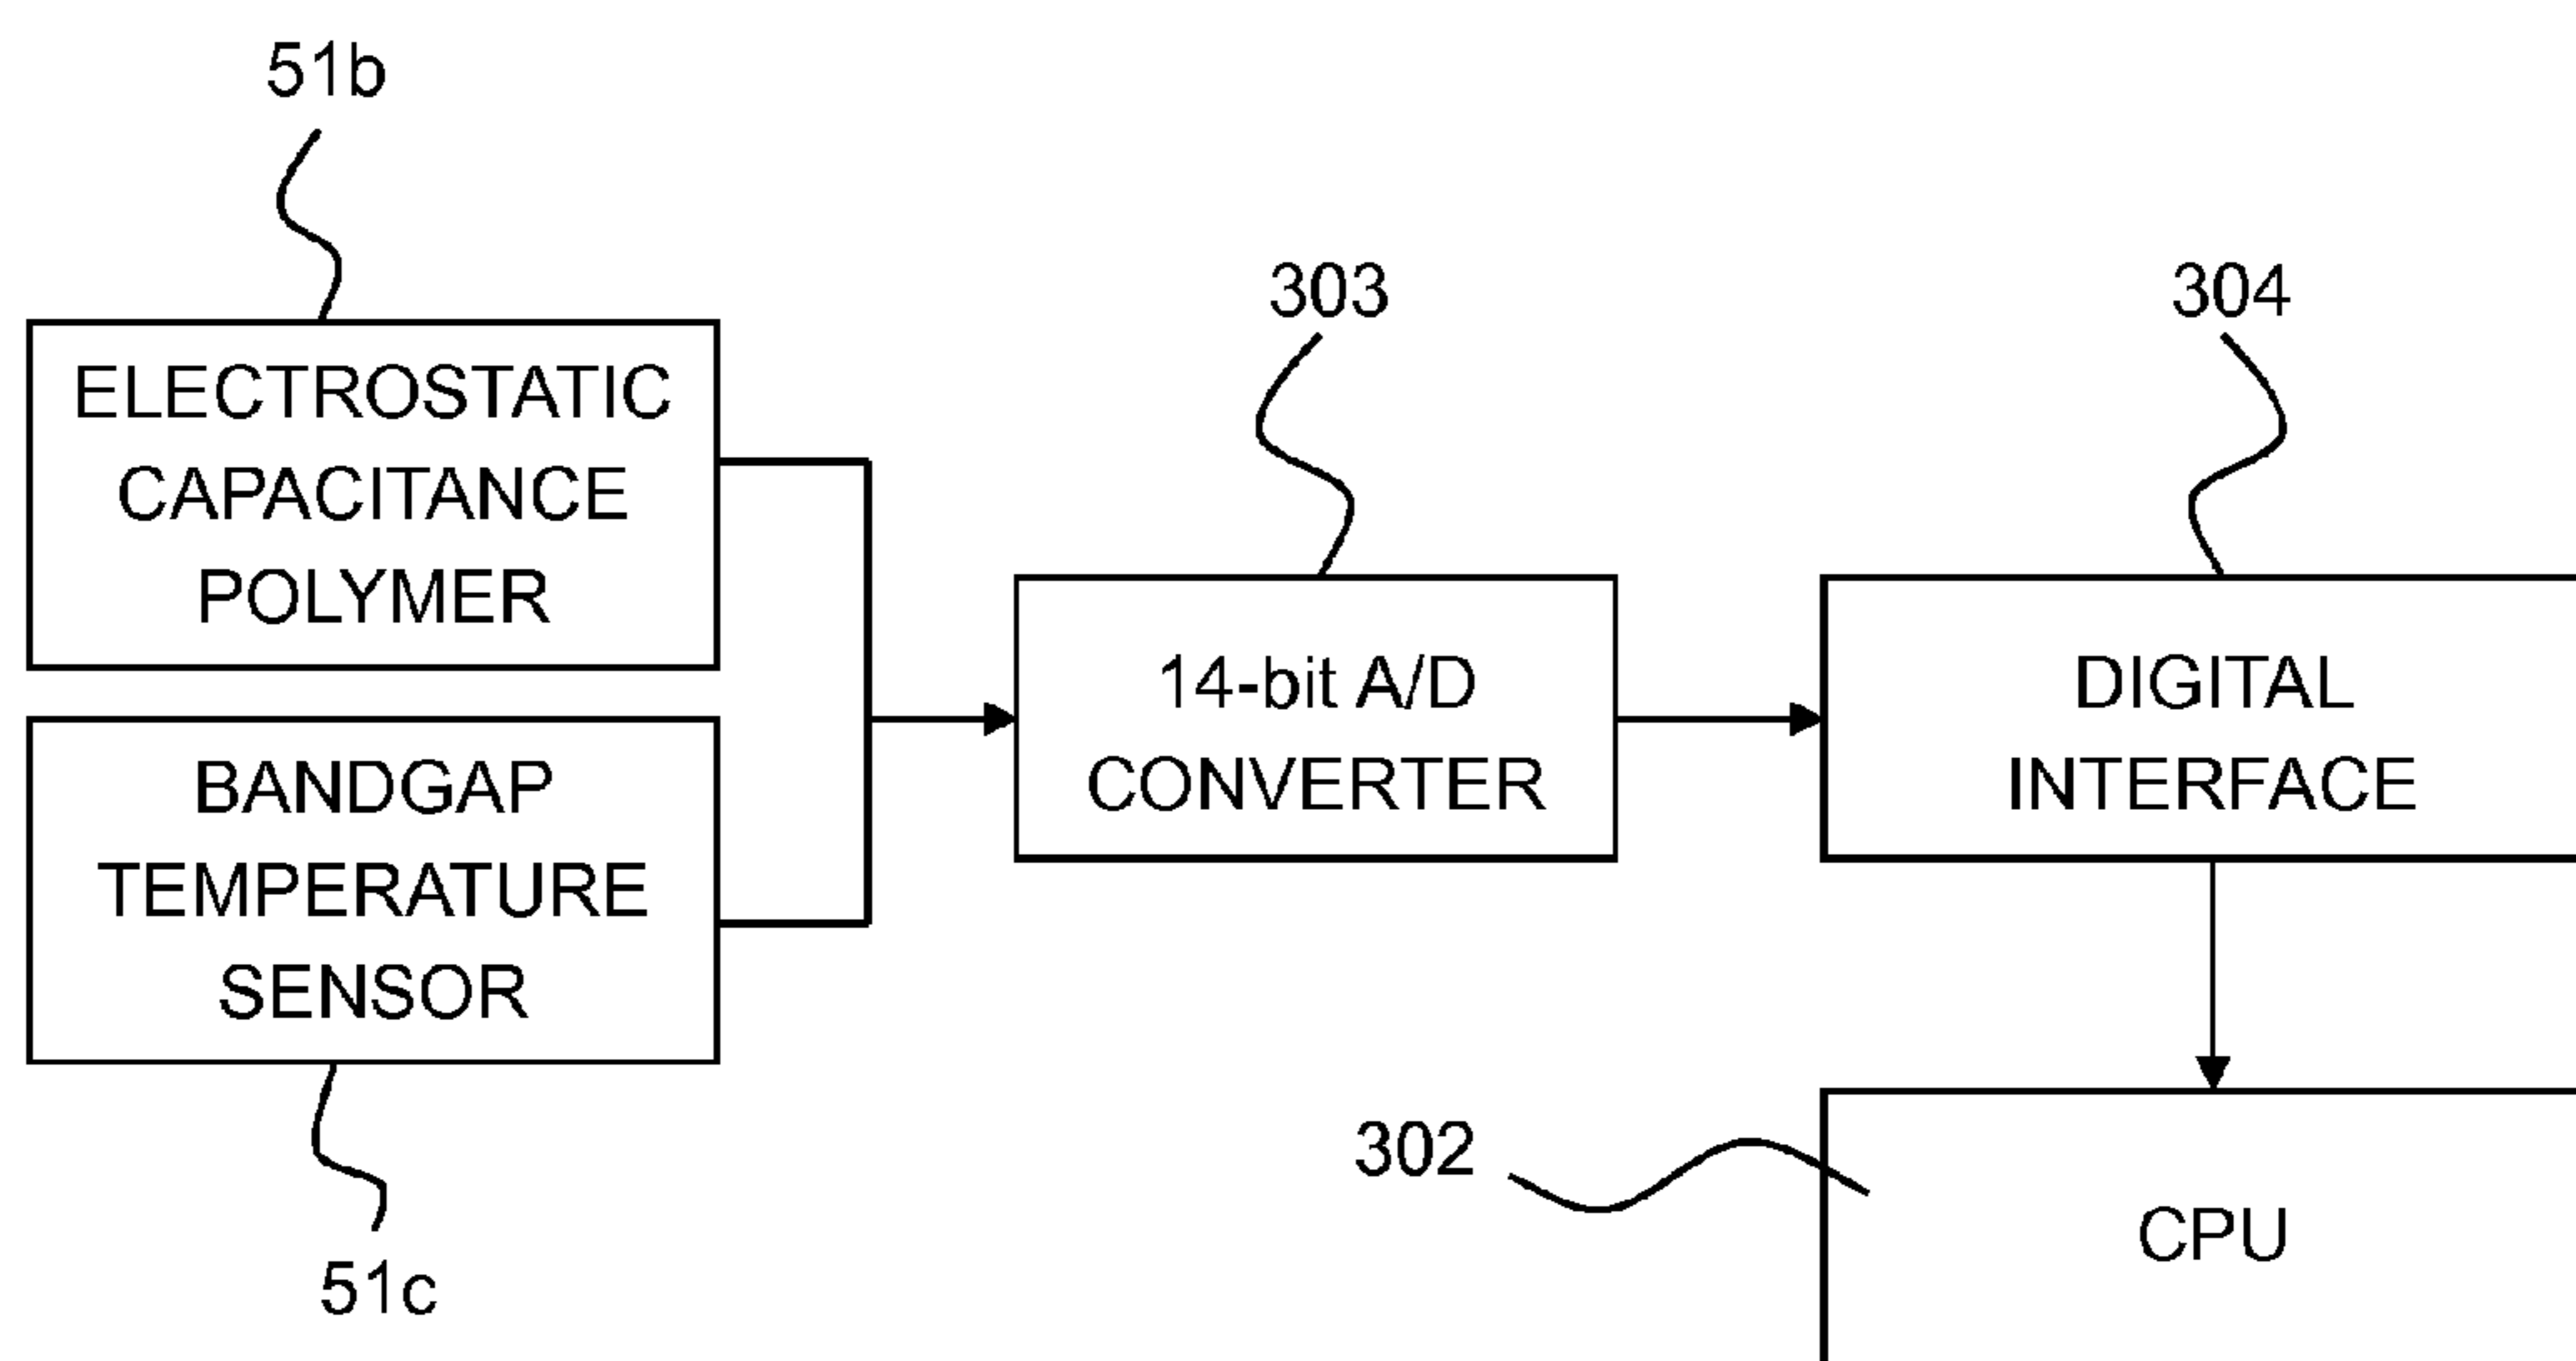 51b
ELECTROSTATIC
CAPACITANCE
POLYMER
BANDGAP
TEMPERATURE
SENSOR
51c
303
14-bit A/D
CONVERTER
304
DIGITAL
INTERFACE
302
CPU